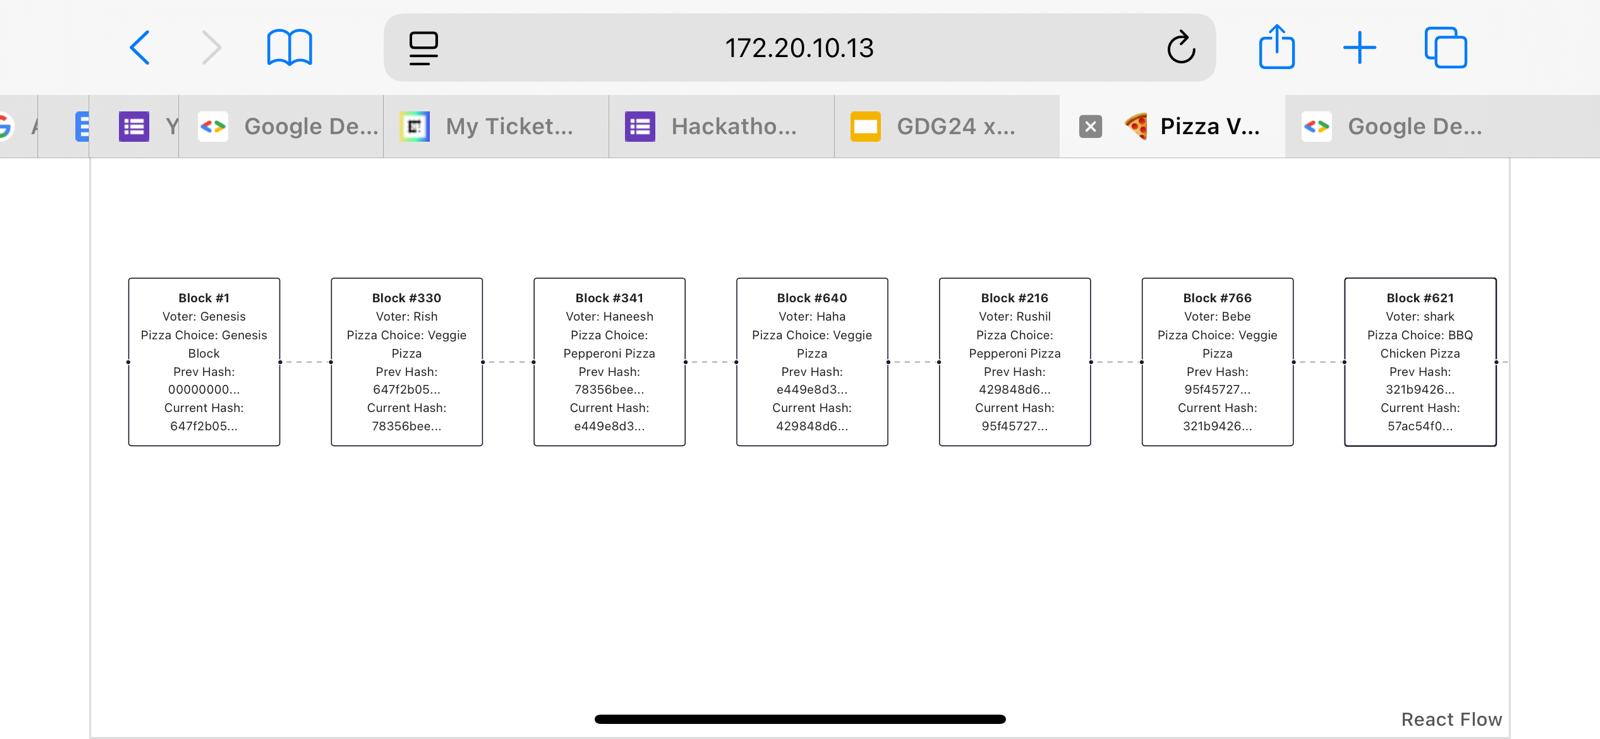 172.20.10.13
Y
Google De...
My Ticket...
Hackatho...
GDG24 x...
Pizza V...
Google De...
Block #1
Voter: Genesis
Pizza Choice: Genesis
Block
Prev Hash:
00000000...
Current Hash:
647f2b05...
Block #330
Voter: Rish
Pizza Choice: Veggie
Pizza
Prev Hash:
647f2b05...
Current Hash:
78356bee...
Block #341
Voter: Haneesh
Pizza Choice:
Pepperoni Pizza
Prev Hash:
78356bee...
Current Hash:
e449e8d3...
Block #640
Voter: Haha
Pizza Choice: Veggie
Pizza
Prev Hash:
e449e8d3...
Current Hash:
429848d6...
Block #216
Voter: Rushil
Pizza Choice:
Pepperoni Pizza
Prev Hash:
429848d6...
Current Hash:
95f45727...
Block #766
Voter: Bebe
Pizza Choice: Veggie
Pizza
Prev Hash:
95f45727...
Current Hash:
321b9426...
Block #621
Voter: shark
Pizza Choice: BBQ
Chicken Pizza
Prev Hash:
321b9426...
Current Hash:
57ac54f0...
React Flow